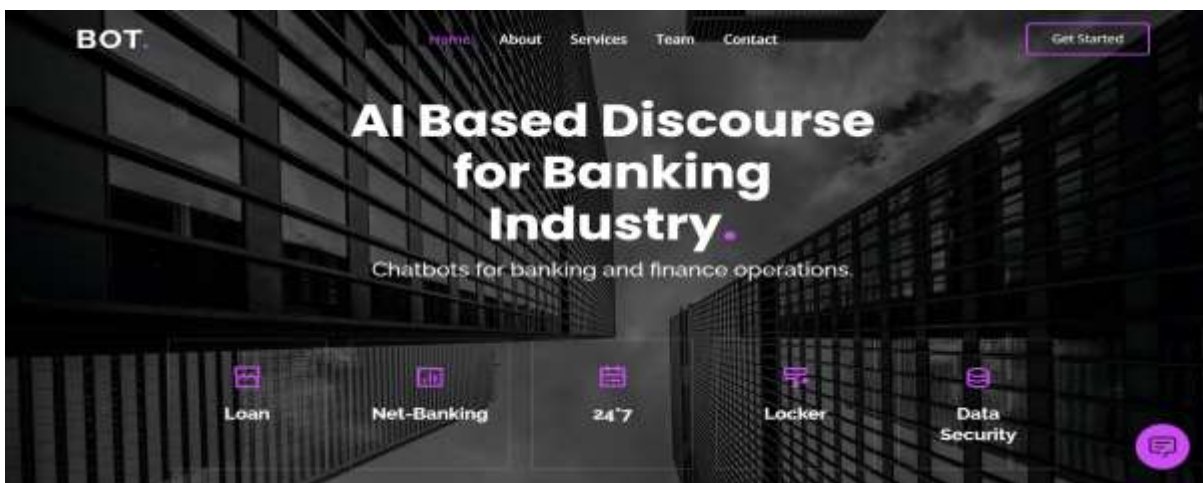 BOT.
Home About Services Team Contact
Get Started
AI Based Discourse
for Banking
Industry.
Chatbots for banking and finance operations.
Loan
Net-Banking
24*7
Locker
Data
Security